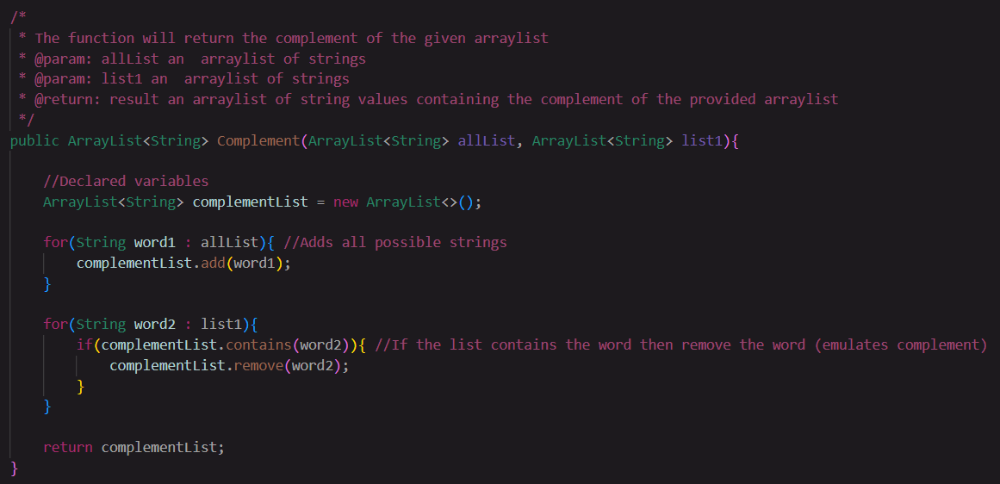 /*
 * The function will return the complement of the given arraylist
 * @param: allList an  arraylist of strings
 * @param: list1 an  arraylist of strings
 * @return: result an arraylist of string values containing the complement of the provided arraylist
 */
public ArrayList<String> Complement(ArrayList<String> allList, ArrayList<String> list1){

    //Declared variables
    ArrayList<String> complementList = new ArrayList<>();

    for(String word1 : allList){ //Adds all possible strings
        complementList.add(word1);
    }

    for(String word2 : list1){
        if(complementList.contains(word2)){ //If the list contains the word then remove the word (emulates complement)
            complementList.remove(word2);
        }
    }

    return complementList;
}